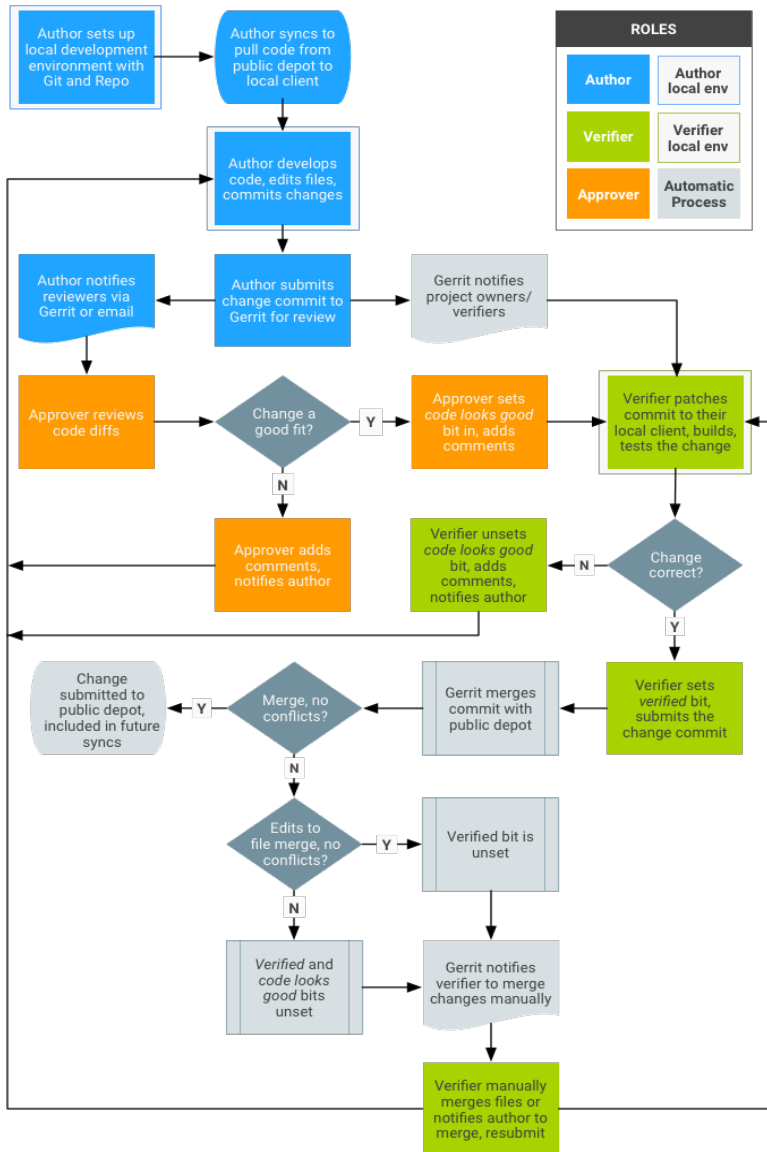 Author sets up
local development
environment with
Git and Repo
Author syncs to
pull code from
public depot to
local client
ROLES
Author
Author
local env
Verifier
Verifier
local env
Approver
Automatic
Process
Author develops
code, edits files,
commits changes
Author notifies
reviewers via
Gerrit or email
Author submits
change commit to
Gerrit for review
Gerrit notifies
project owners/
verifiers
Approver reviews
code diffs
Change a
good fit?
Y
Approver sets
code looks good
bit in, adds
comments
Verifier patches
commit to their
local client, builds,
tests the change
N
Approver adds
comments,
notifies author
Verifier unsets
code looks good
bit, adds
comments,
notifies author
N
Change
correct?
Y
Change
submitted to
public depot,
included in future
syncs
Y
Merge, no
conflicts?
Gerrit merges
commit with
public depot
Verifier sets
verified bit,
submits the
change commit
N
Edits to
file merge, no
conflicts?
Y
Verified bit is
unset
N
Verified and
code looks
good bits
unset
Gerrit notifies
verifier to merge
changes manually
Verifier manually
merges files or
notifies author to
merge, resubmit